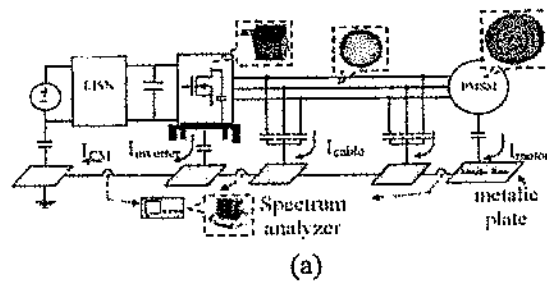 LISN
PMSM
I_CM
I_inverter
I_cable
I_motor
Spectrum
analyzer
metalic
plate
(a)